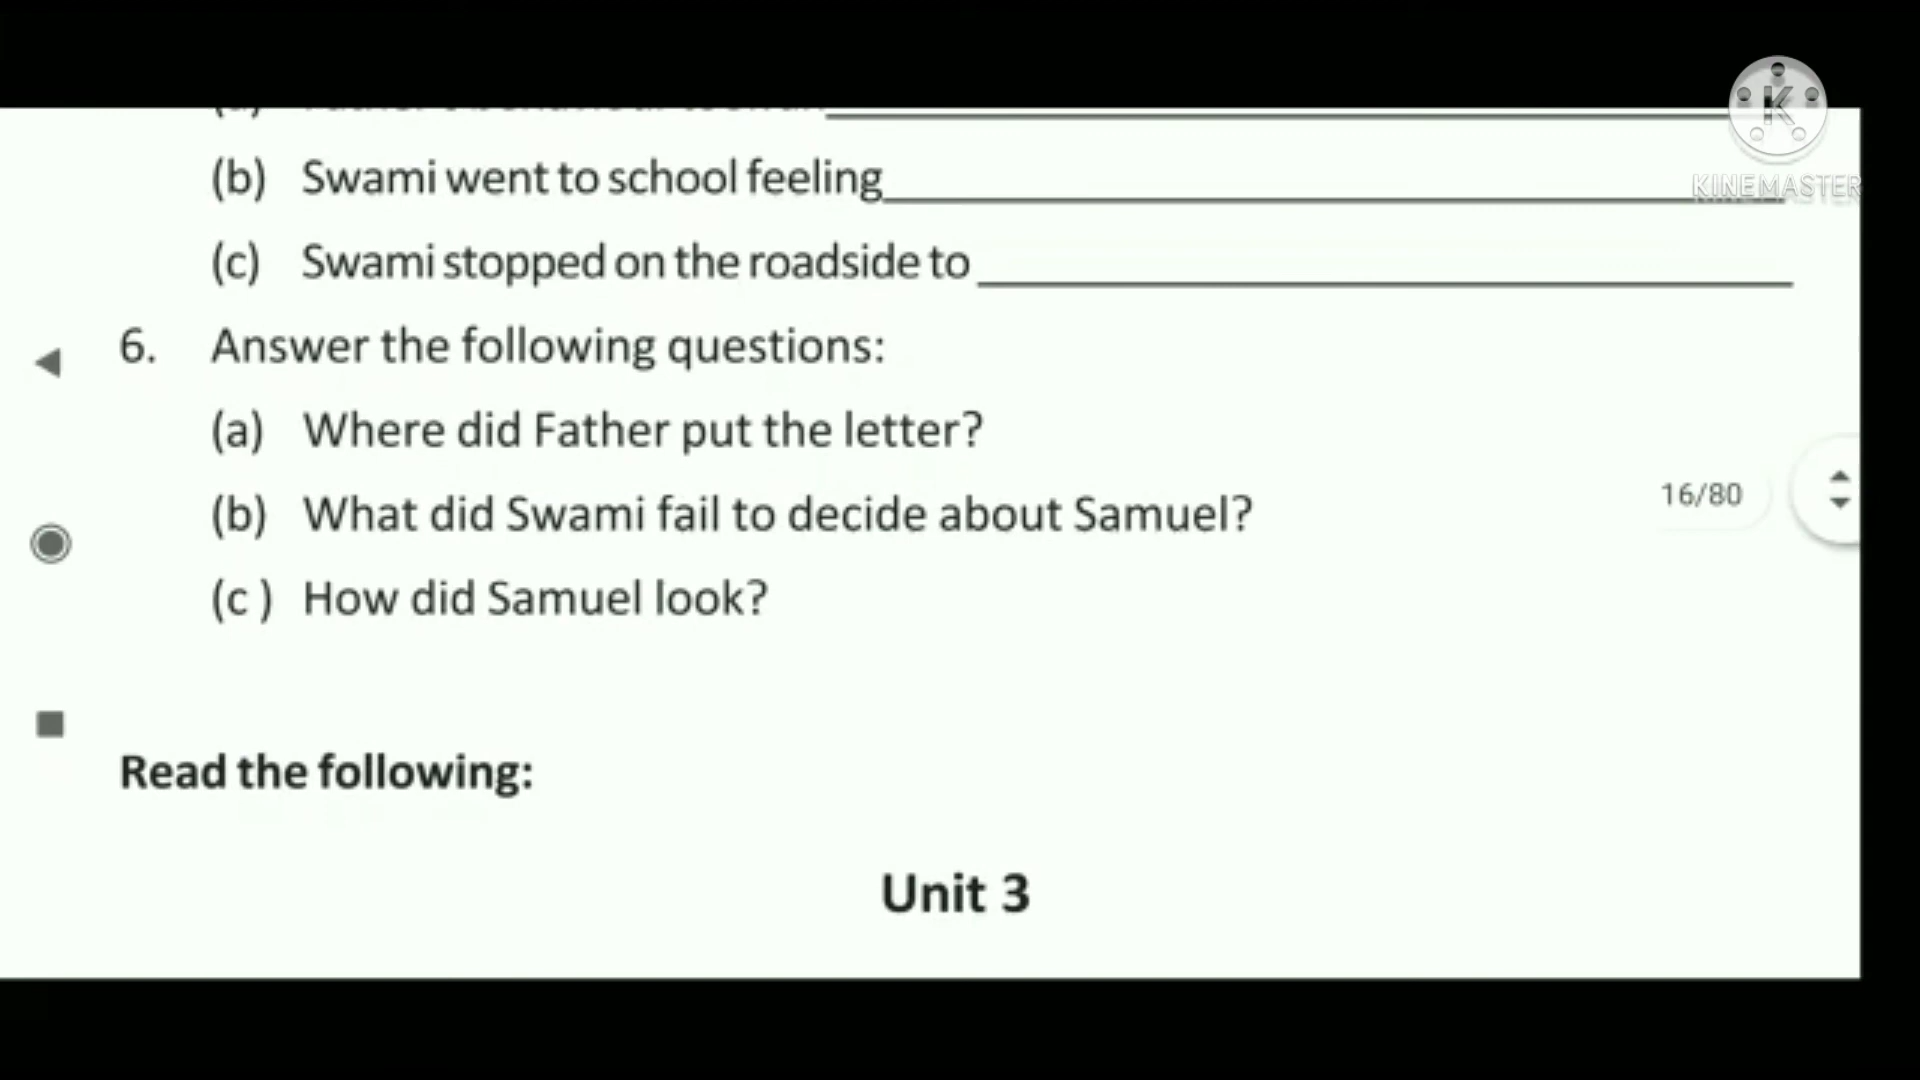 (b) Swami went to school feeling
KINEMASTER
(c) Swami stopped on the roadside to
6. Answer the following questions:
(a) Where did Father put the letter?
(b) What did Swami fail to decide about Samuel?
16/80
(c ) How did Samuel look?
Read the following:
Unit 3